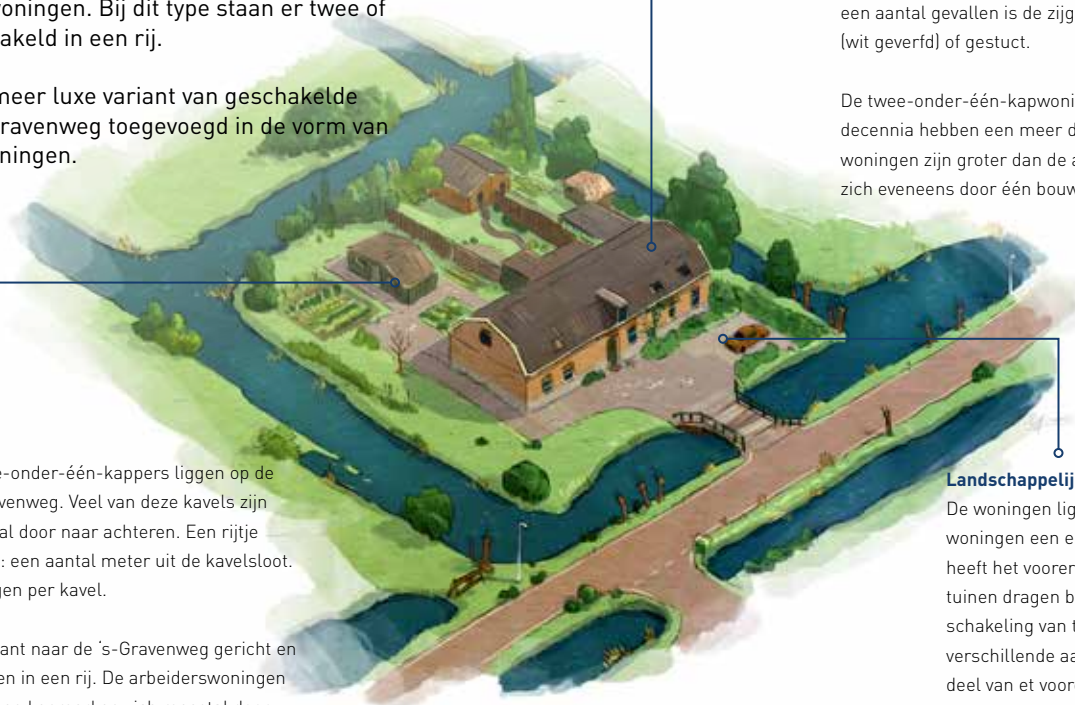 woningen. Bij dit type staan er twee of
akeld in een rij.
meer luxe variant van geschakelde
ravenweg toegevoegd in de vorm van
ningen.
e-onder-één-kappers liggen op de
venweg. Veel van deze kavels zijn
al door naar achteren. Een rijtje
: een aantal meter uit de kavelsloot.
gen per kavel.
ant naar de ‘s-Gravenweg gericht en
en in een rij. De arbeiderswoningen
een aantal gevallen is de zijg
(wit geverfd) of gestuct.
De twee-onder-één-kapwoni
decennia hebben een meer d
woningen zijn groter dan de a
zich eveneens door één bouw
Landschappelij
De woningen lig
woningen een e
heeft het vooren
tuinen dragen b
schakeling van t
verschillende aa
deel van et voor